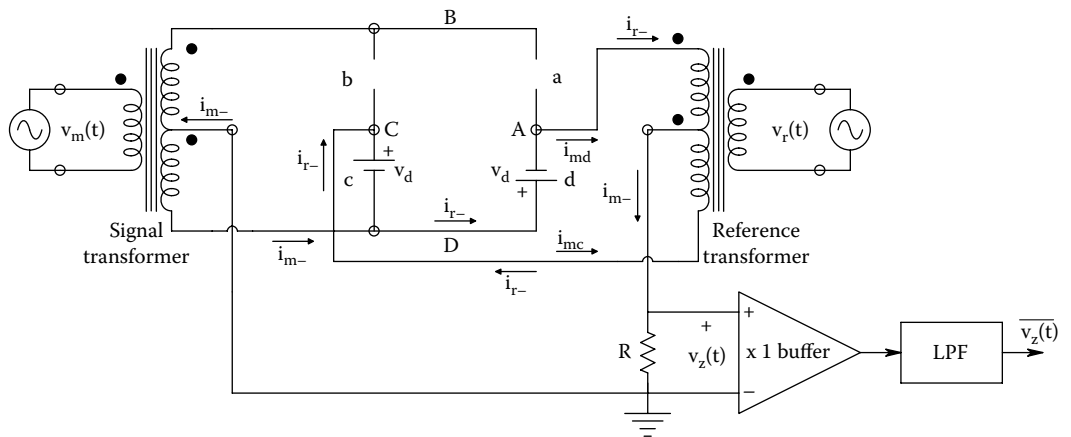 B
i_r–
b
a
v_m(t)
i_m–
C
A
v_r(t)
i_r–
+
c
v_d
v_d
+
d
i_md
i_m–
Signal
transformer
i_r–
i_m–
D
i_mc
i_r–
Reference
transformer
R
+
v_z(t)
+
x 1 buffer
–
LPF
v_z(t)